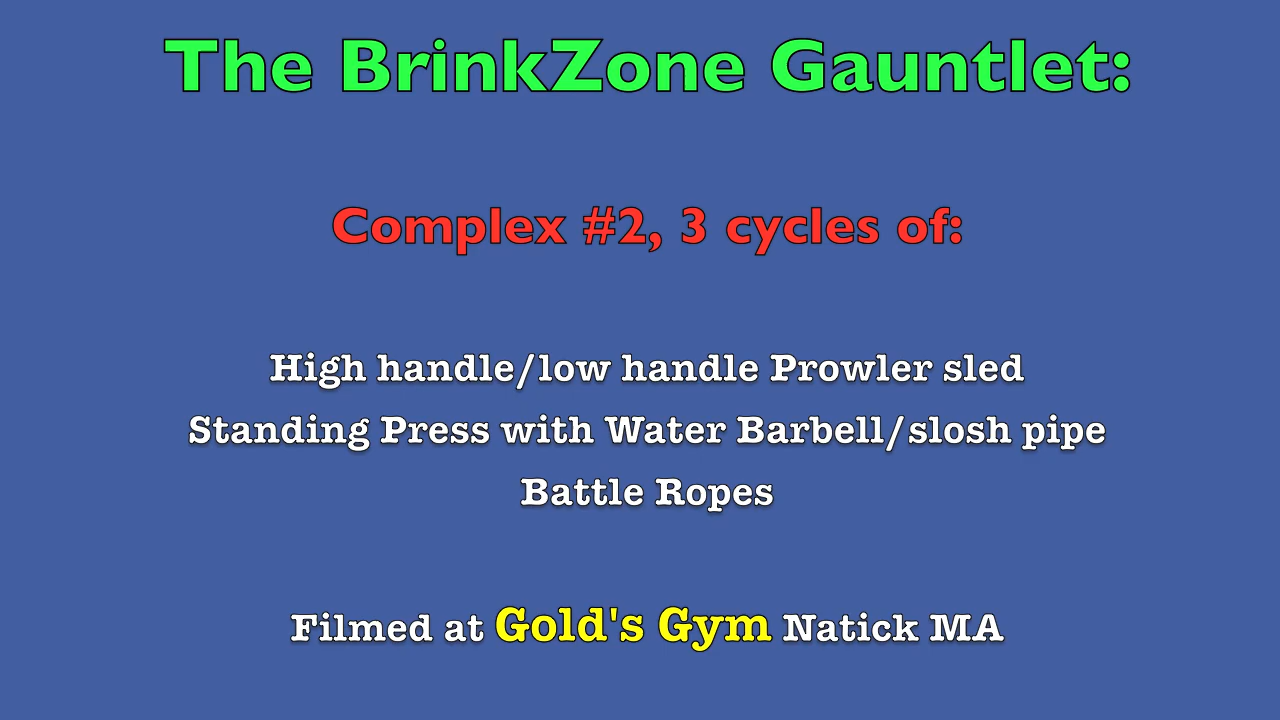 The BrinkZone Gauntlet:
Complex #2, 3 cycles of:
High handle/low handle Prowler sled
Standing Press with Water Barbell/slosh pipe
Battle Ropes
Filmed at Gold's Gym Natick MA